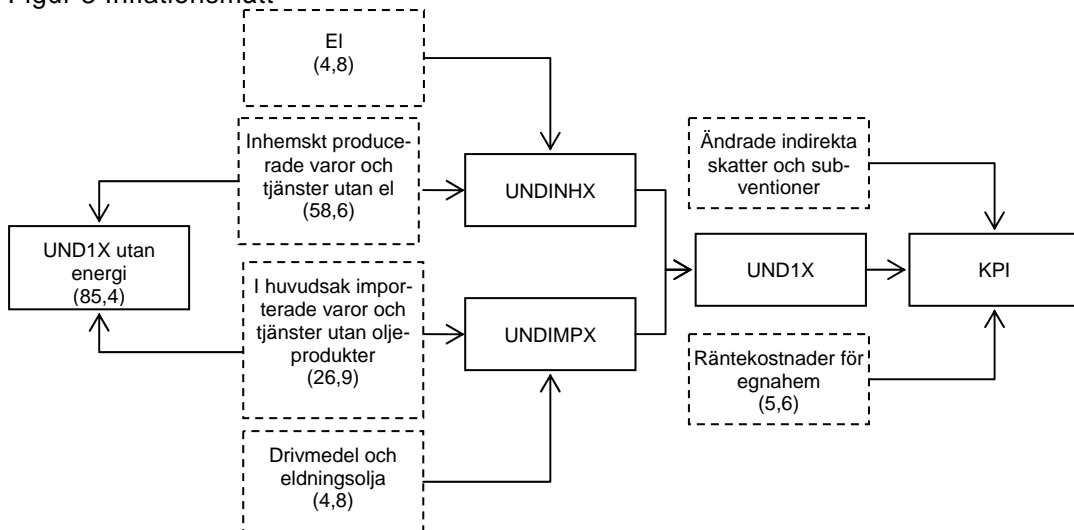 Figur 3 Inflationsmått
El
(4,8)
Inhemskt produce-
rade varor och
tjänster utan el
(58,6)
UNDINHX
Ändrade indirekta
skatter och sub-
ventioner
UND1X utan
energi
(85,4)
I huvudsak impor-
terade varor och
tjänster utan olje-
produkter
(26,9)
UNDIMPX
UND1X
KPI
Räntekostnader för
egnahem
(5,6)
Drivmedel och
eldningsolja
(4,8)